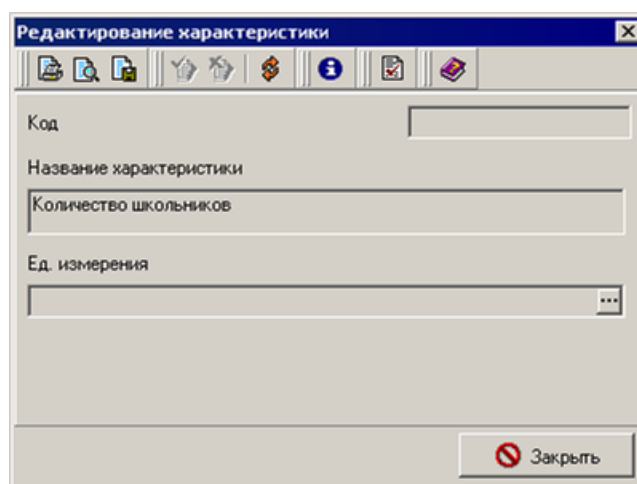 Редактирование характеристики
Код
Название характеристики
Количество школьников
Ед. измерения
...
Закрыть